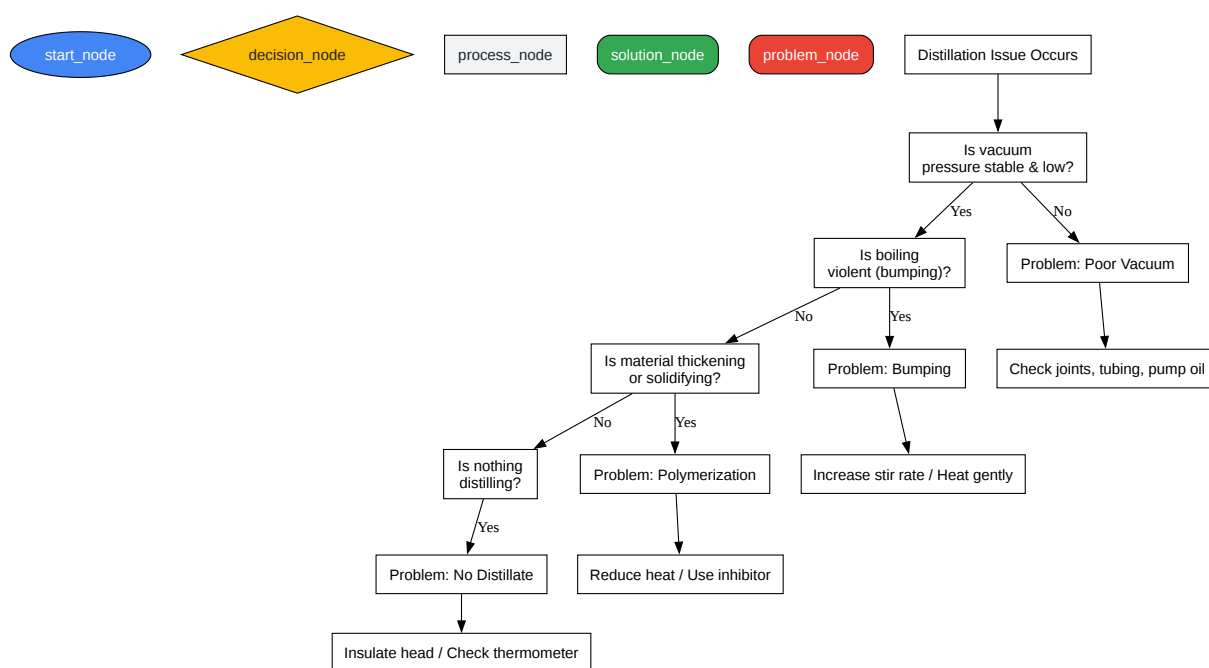 start_node
decision_node
process_node
solution_node
problem_node
Distillation Issue Occurs
Is vacuum
pressure stable & low?
Yes
No
Is boiling
violent (bumping)?
Problem: Poor Vacuum
No
Yes
Is material thickening
or solidifying?
Problem: Bumping
Check joints, tubing, pump oil
No
Yes
Is nothing
distilling?
Problem: Polymerization
Increase stir rate / Heat gently
Yes
Problem: No Distillate
Reduce heat / Use inhibitor
Insulate head / Check thermometer